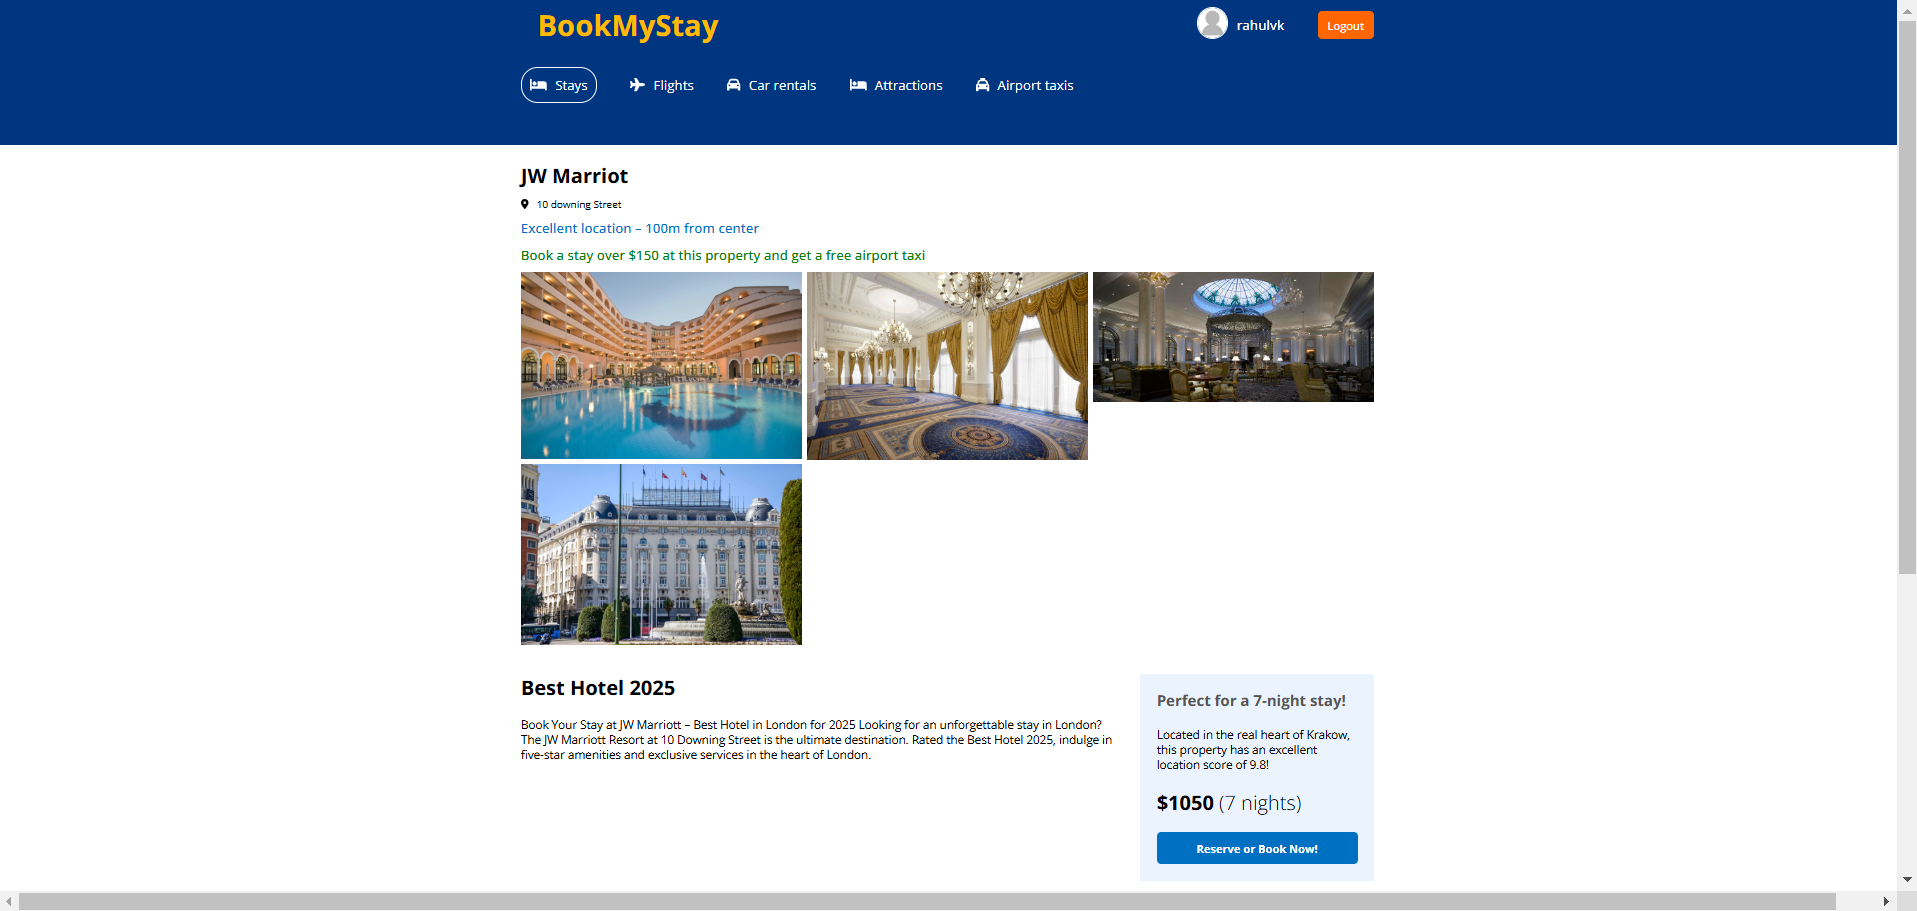 BookMyStay
rahulvk
Logout
Stays
Flights
Car rentals
Attractions
Airport taxis
JW Marriot
10 downing Street
Excellent location – 100m from center
Book a stay over $150 at this property and get a free airport taxi
Best Hotel 2025
Book Your Stay at JW Marriott – Best Hotel in London for 2025 Looking for an unforgettable stay in London?
The JW Marriott Resort at 10 Downing Street is the ultimate destination. Rated the Best Hotel 2025, indulge in
five-star amenities and exclusive services in the heart of London.
Perfect for a 7-night stay!
Located in the real heart of Krakow,
this property has an excellent
location score of 9.8!
$1050 (7 nights)
Reserve or Book Now!